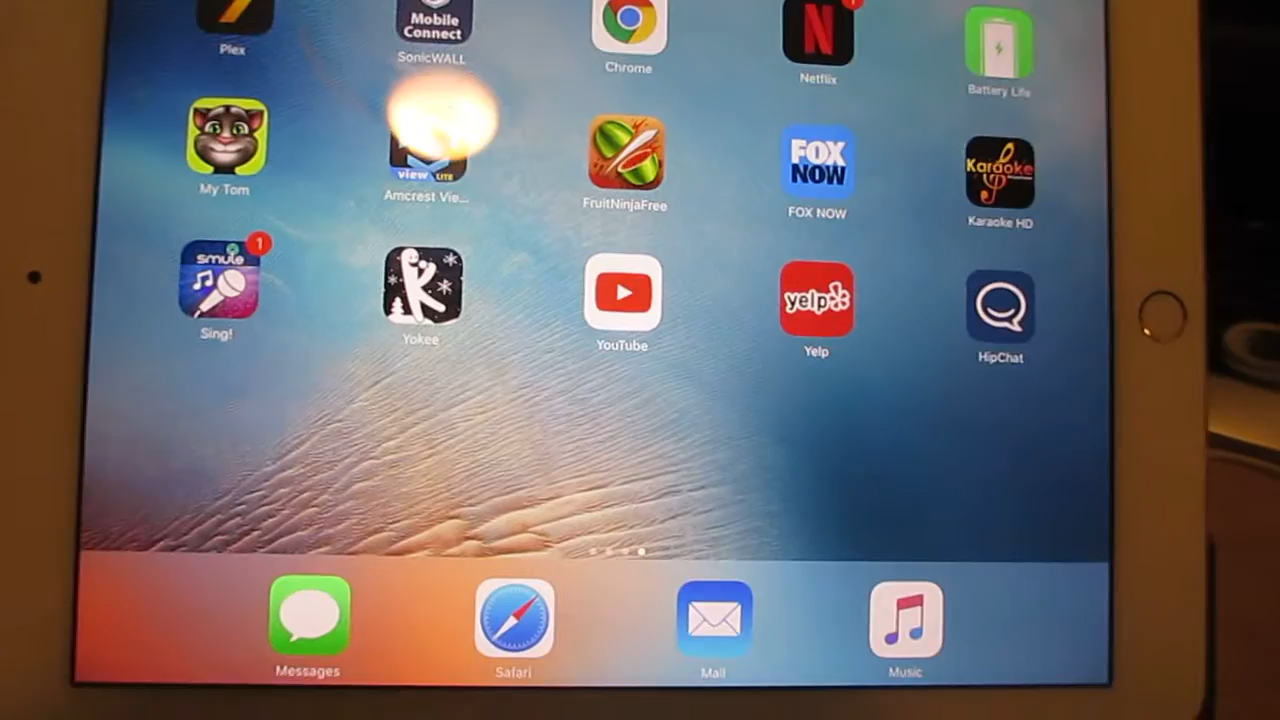 Mobile
Connect
Plex
SonicWALL
Chrome
Netflix
Battery Life
view LITE
FOX
NOW
Karaoke
My Tom
Amcrest Vie...
FruitNinjaFree
FOX NOW
Karaoke HD
smule
1
yelp
Sing!
Yokee
YouTube
Yelp
HipChat
Messages
Safari
Mail
Music